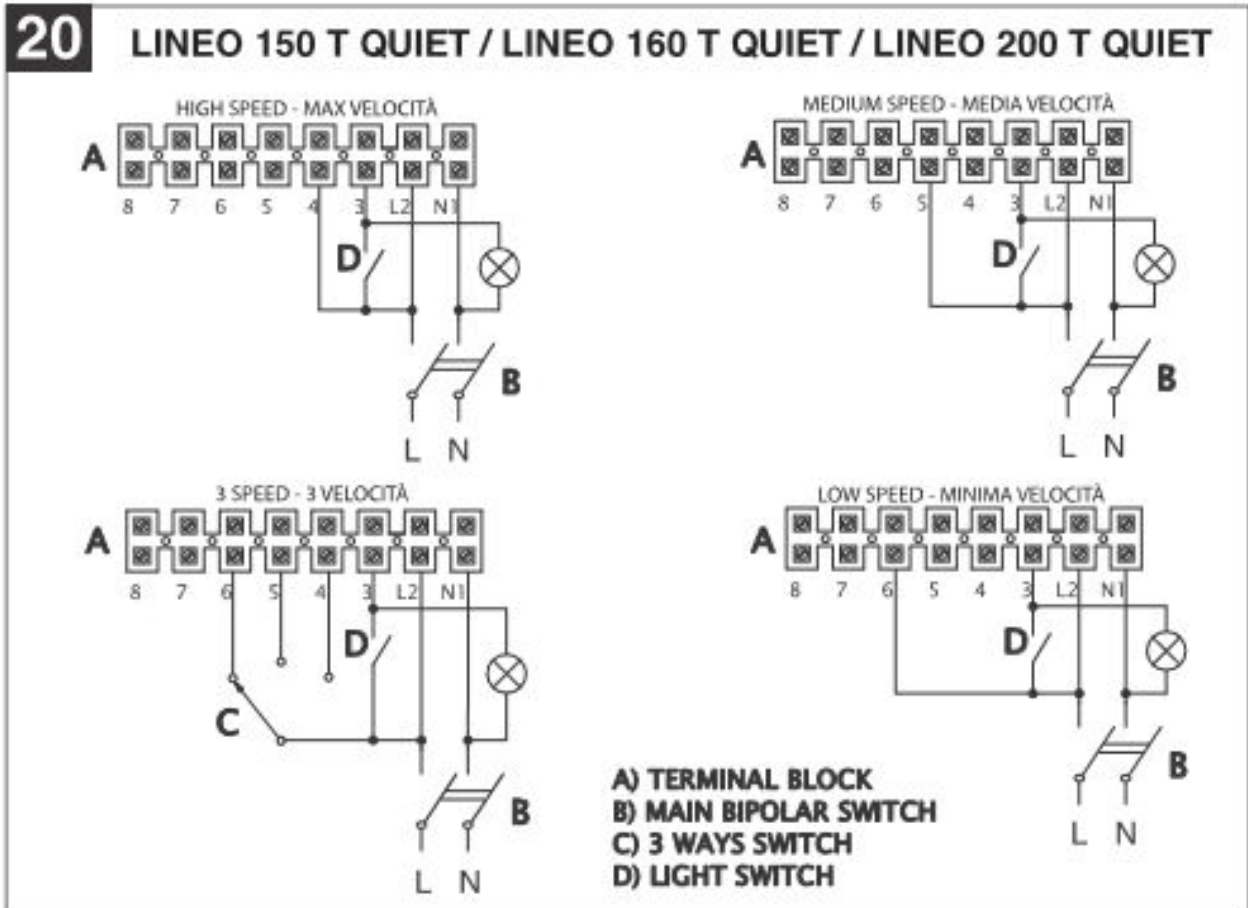 20 LINEO 150 T QUIET / LINEO 160 T QUIET / LINEO 200 T QUIET
HIGH SPEED - MAX VELOCITÀ
A
8 7 6 5 4 3 L2 N1
D
B
L N
MEDIUM SPEED - MEDIA VELOCITÀ
A
8 7 6 5 4 3 L2 N1
D
B
L N
3 SPEED - 3 VELOCITÀ
A
8 7 6 5 4 3 L2 N1
D
C
B
L N
LOW SPEED - MINIMA VELOCITÀ
A
8 7 6 5 4 3 L2 N1
D
B
L N
A) TERMINAL BLOCK
B) MAIN BIPOLAR SWITCH
C) 3 WAYS SWITCH
D) LIGHT SWITCH